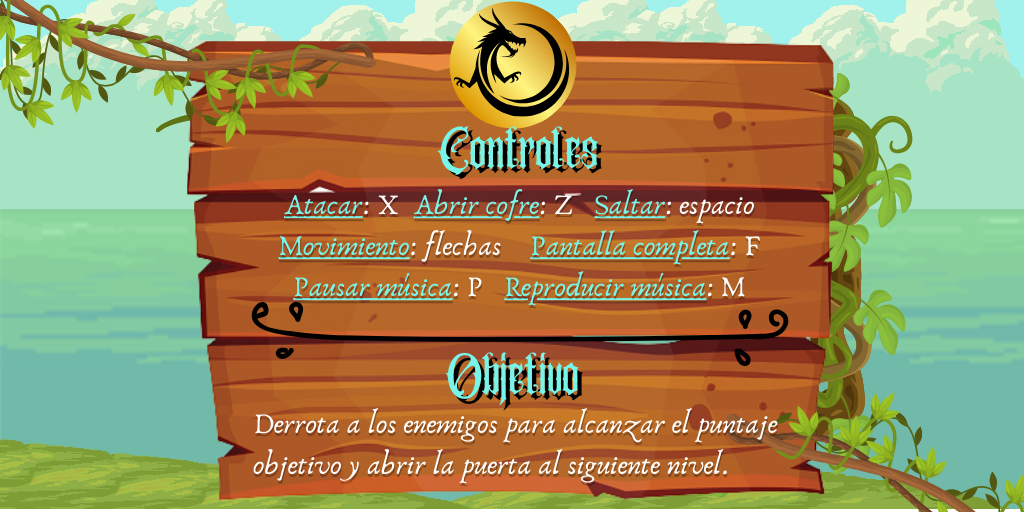 Controles
Atacar: X Abrir cofre: Z Saltar: espacio
Movimiento: flechas Pantalla completa: F
Pausar música: P Reproducir música: M
Objetivo
Derrota a los enemigos para alcanzar el puntaje
objetivo y abrir la puerta al siguiente nivel.